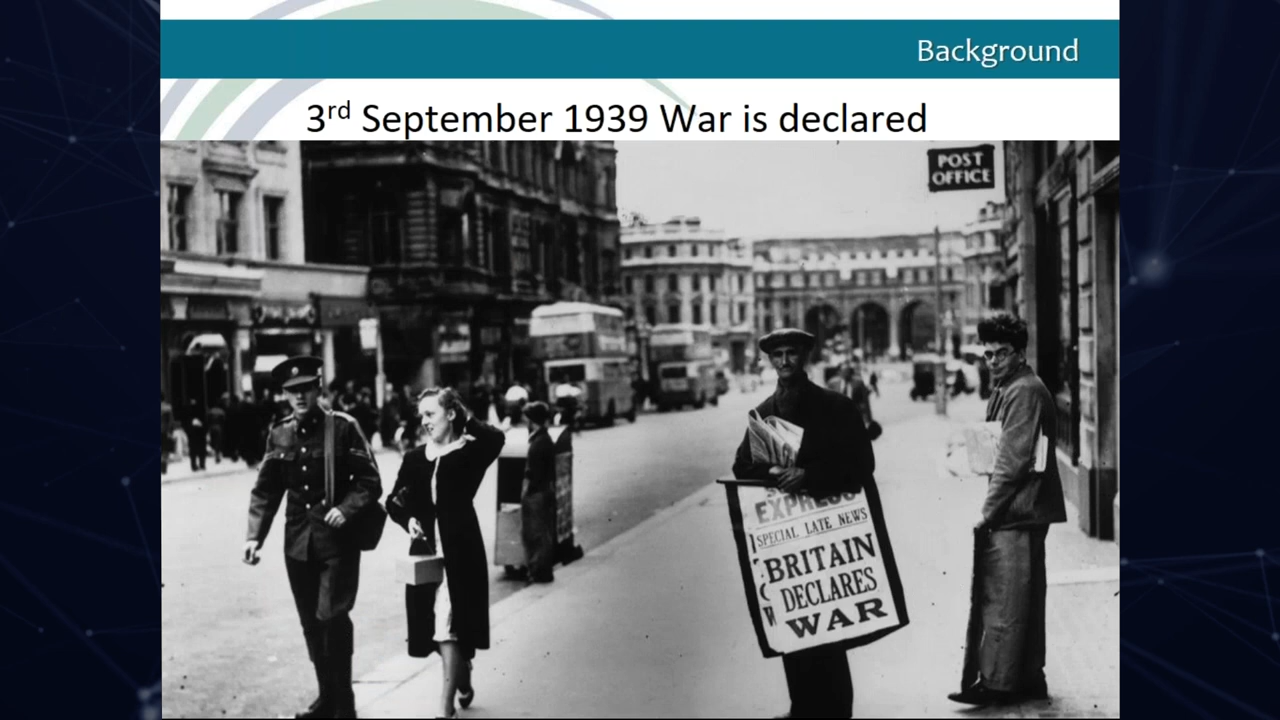 Background
3rd September 1939 War is declared
POST
OFFICE
EXPRESS
SPECIAL LATE NEWS
BRITAIN
DECLARES
WAR